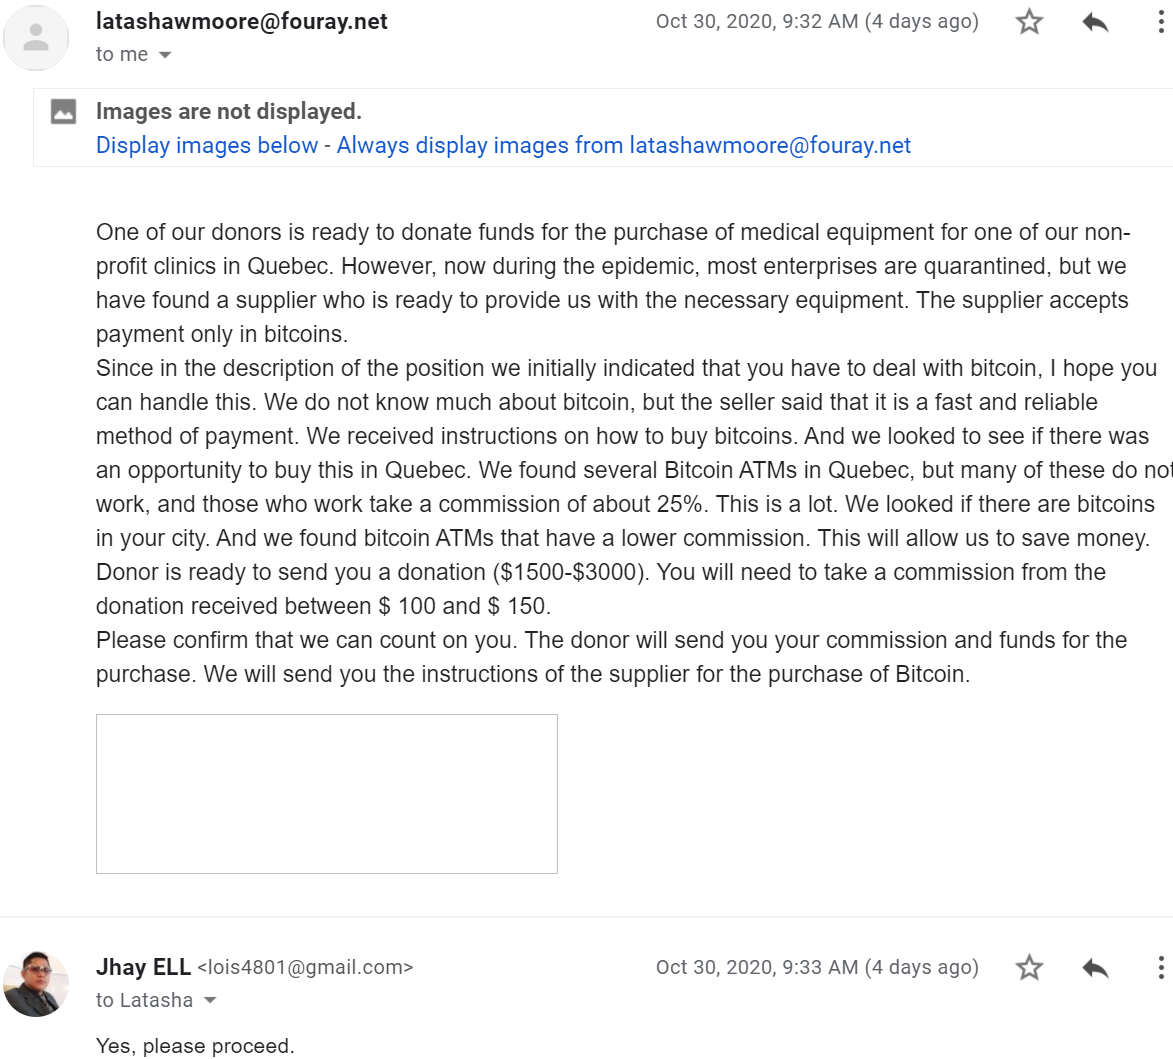 latashawmoore@fouray.net
Oct 30, 2020, 9:32 AM (4 days ago)
to me
Images are not displayed.
Display images below - Always display images from latashawmoore@fouray.net
One of our donors is ready to donate funds for the purchase of medical equipment for one of our non-
profit clinics in Quebec. However, now during the epidemic, most enterprises are quarantined, but we
have found a supplier who is ready to provide us with the necessary equipment. The supplier accepts
payment only in bitcoins.
Since in the description of the position we initially indicated that you have to deal with bitcoin, I hope you
can handle this. We do not know much about bitcoin, but the seller said that it is a fast and reliable
method of payment. We received instructions on how to buy bitcoins. And we looked to see if there was
an opportunity to buy this in Quebec. We found several Bitcoin ATMs in Quebec, but many of these do not
work, and those who work take a commission of about 25%. This is a lot. We looked if there are bitcoins
in your city. And we found bitcoin ATMs that have a lower commission. This will allow us to save money.
Donor is ready to send you a donation ($1500-$3000). You will need to take a commission from the
donation received between $ 100 and $ 150.
Please confirm that we can count on you. The donor will send you your commission and funds for the
purchase. We will send you the instructions of the supplier for the purchase of Bitcoin.
Jhay ELL <lois4801@gmail.com>
Oct 30, 2020, 9:33 AM (4 days ago)
to Latasha
Yes, please proceed.